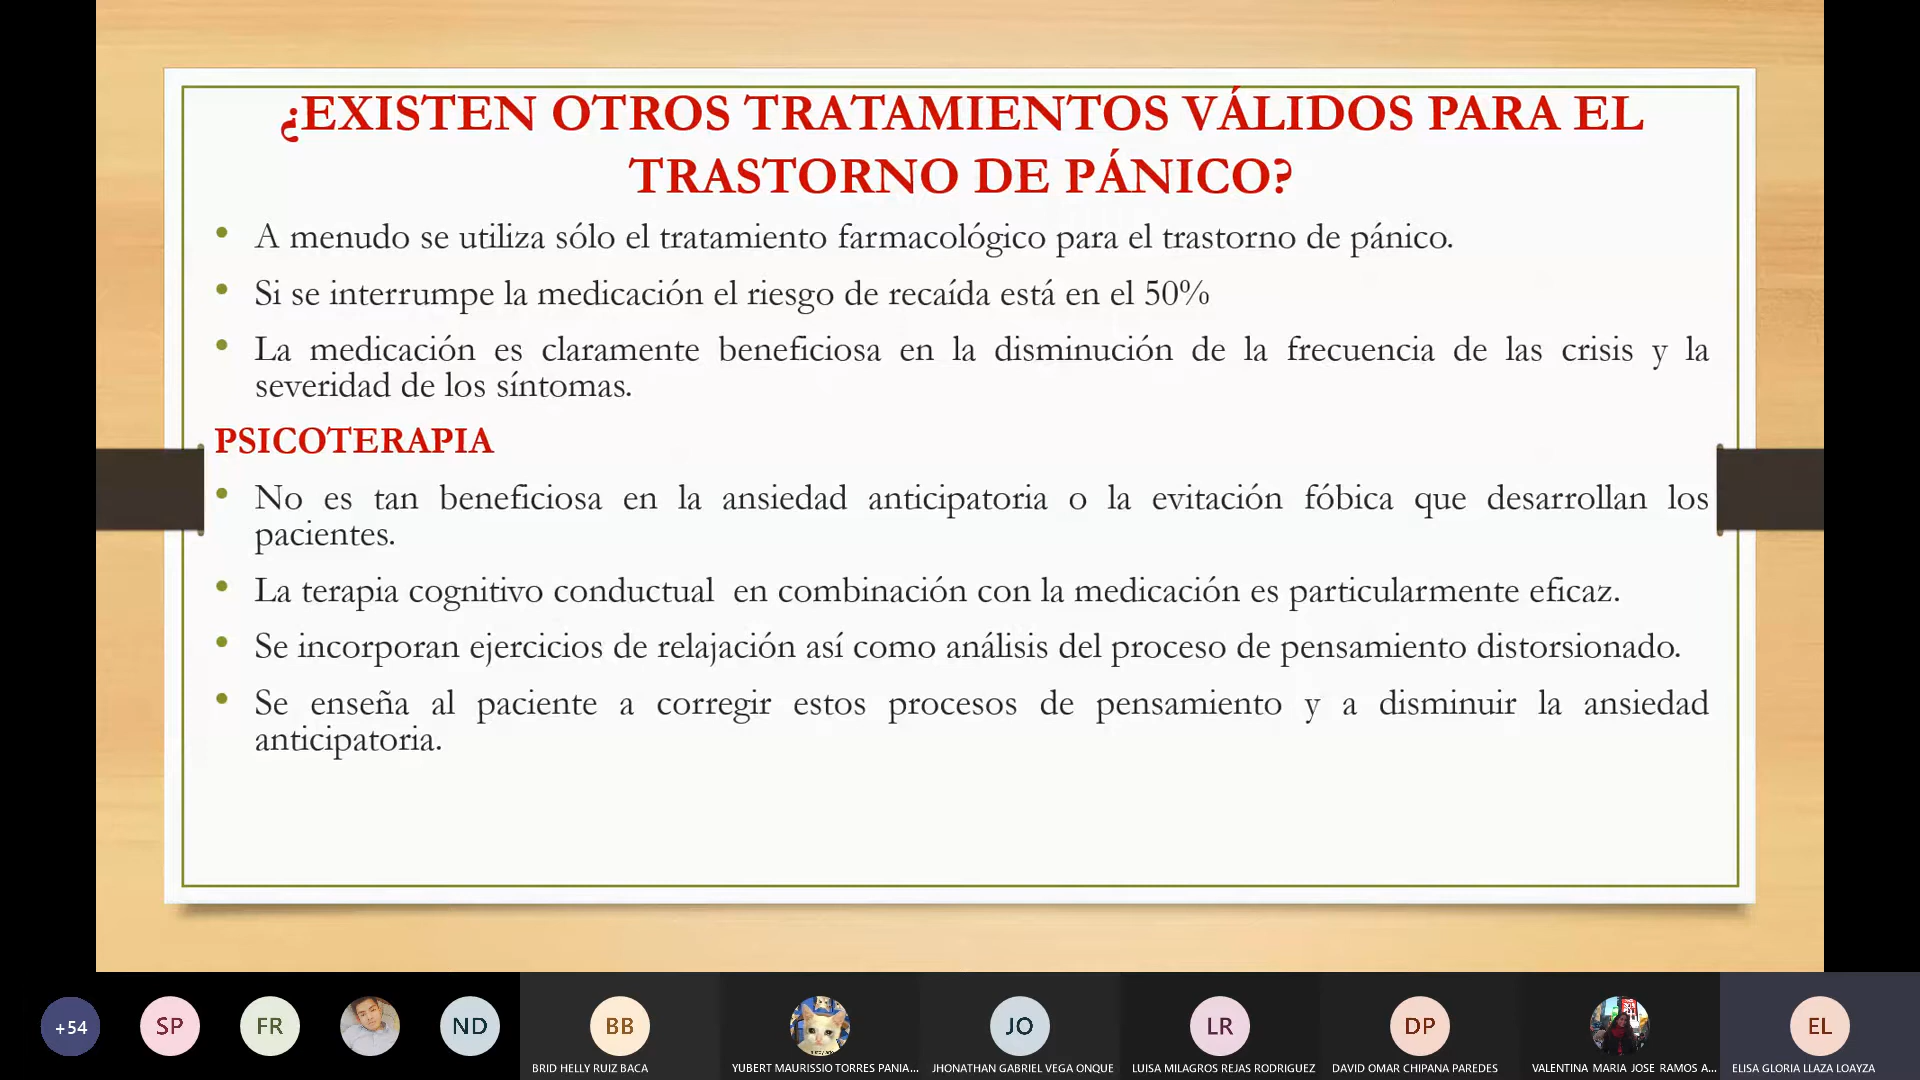 ¿EXISTEN OTROS TRATAMIENTOS VÁLIDOS PARA EL
TRASTORNO DE PÁNICO?
• A menudo se utiliza sólo el tratamiento farmacológico para el trastorno de pánico.
• Si se interrumpe la medicación el riesgo de recaída está en el 50%
• La medicación es claramente beneficiosa en la disminución de la frecuencia de las crisis y la
severidad de los síntomas.
PSICOTERAPIA
• No es tan beneficiosa en la ansiedad anticipatoria o la evitación fóbica que desarrollan los
pacientes.
• La terapia cognitivo conductual en combinación con la medicación es particularmente eficaz.
• Se incorporan ejercicios de relajación así como análisis del proceso de pensamiento distorsionado.
• Se enseña al paciente a corregir estos procesos de pensamiento y a disminuir la ansiedad
anticipatoria.
+54 SP FR ND BB JO LR DP EL
BRID HELLY RUIZ BACA YUBERT MAURISSIO TORRES PANIA... JHONATHAN GABRIEL VEGA ONQUE LUISA MILAGROS REJAS RODRIGUEZ DAVID OMAR CHIPANA PAREDES VALENTINA MARIA JOSE RAMOS A... ELISA GLORIA LLAZA LOAYZA